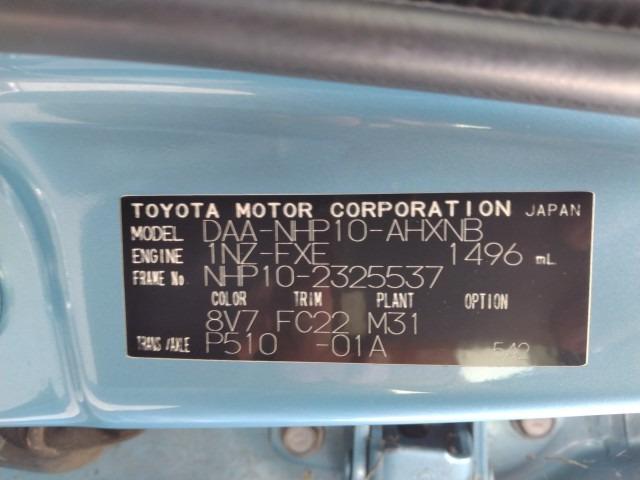 TOYOTA MOTOR CORPORATION JAPAN
MODEL DAA-NHP10-AHXNB
ENGINE 1NZ-FXE 1496 mL
FRAME No. NHP10-2325537
COLOR TRIM PLANT OPTION
8V7 FC22 M31
TRANS/AXLE P510 -01A 542